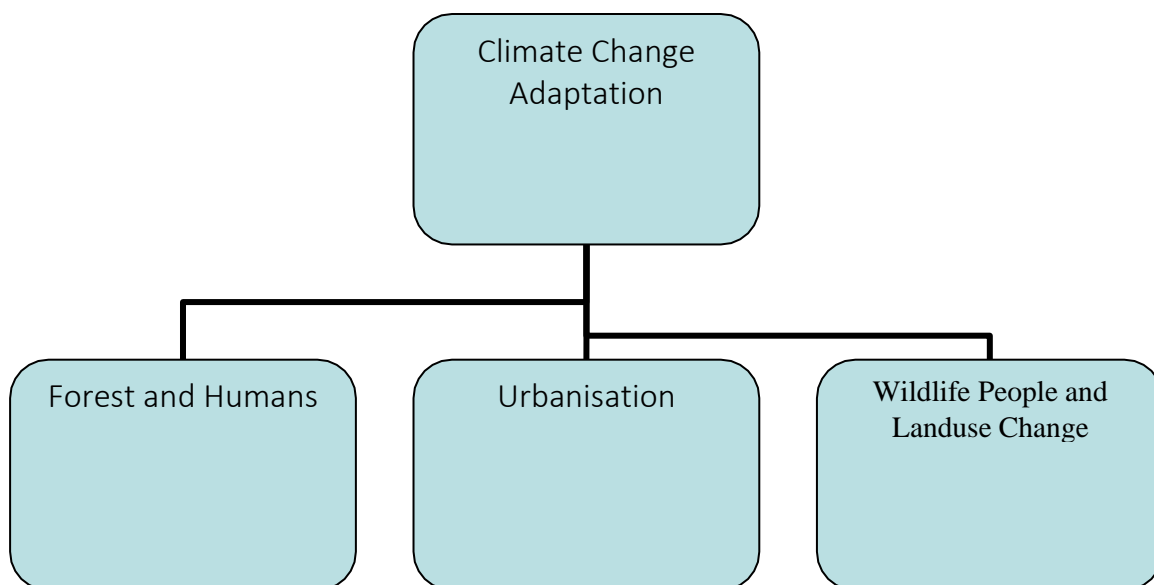 Climate Change
Adaptation
Forest and Humans
Urbanisation
Wildlife People and
Landuse Change